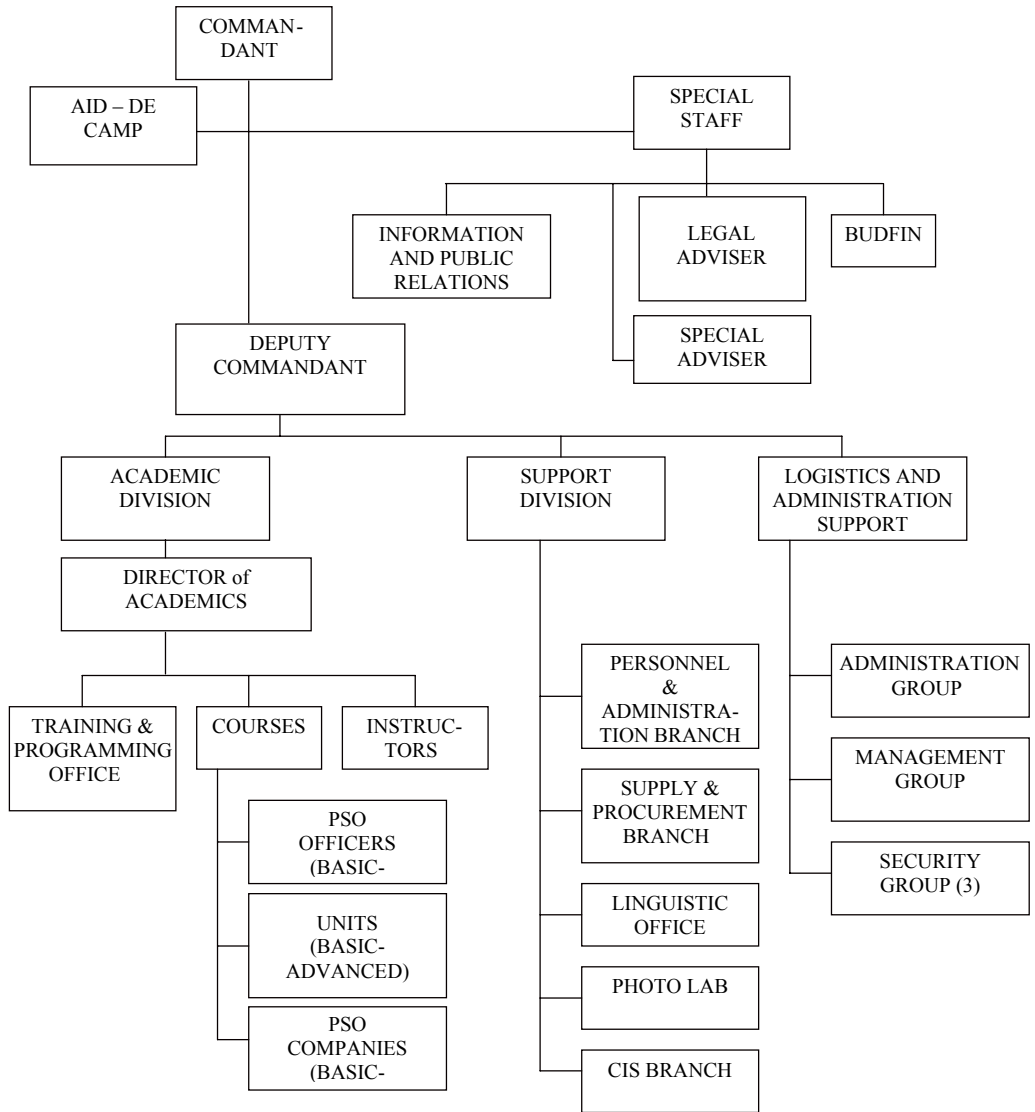 COMMAN-
DANT
AID – DE
CAMP
SPECIAL
STAFF
INFORMATION
AND PUBLIC
RELATIONS
LEGAL
ADVISER
BUDFIN
SPECIAL
ADVISER
DEPUTY
COMMANDANT
ACADEMIC
DIVISION
SUPPORT
DIVISION
LOGISTICS AND
ADMINISTRATION
SUPPORT
DIRECTOR of
ACADEMICS
TRAINING &
PROGRAMMING
OFFICE
COURSES
INSTRUC-
TORS
PSO
OFFICERS
(BASIC-
UNITS
(BASIC-
ADVANCED)
PSO
COMPANIES
(BASIC-
PERSONNEL
&
ADMINISTRA-
TION BRANCH
SUPPLY &
PROCUREMENT
BRANCH
LINGUISTIC
OFFICE
PHOTO LAB
CIS BRANCH
ADMINISTRATION
GROUP
MANAGEMENT
GROUP
SECURITY
GROUP (3)